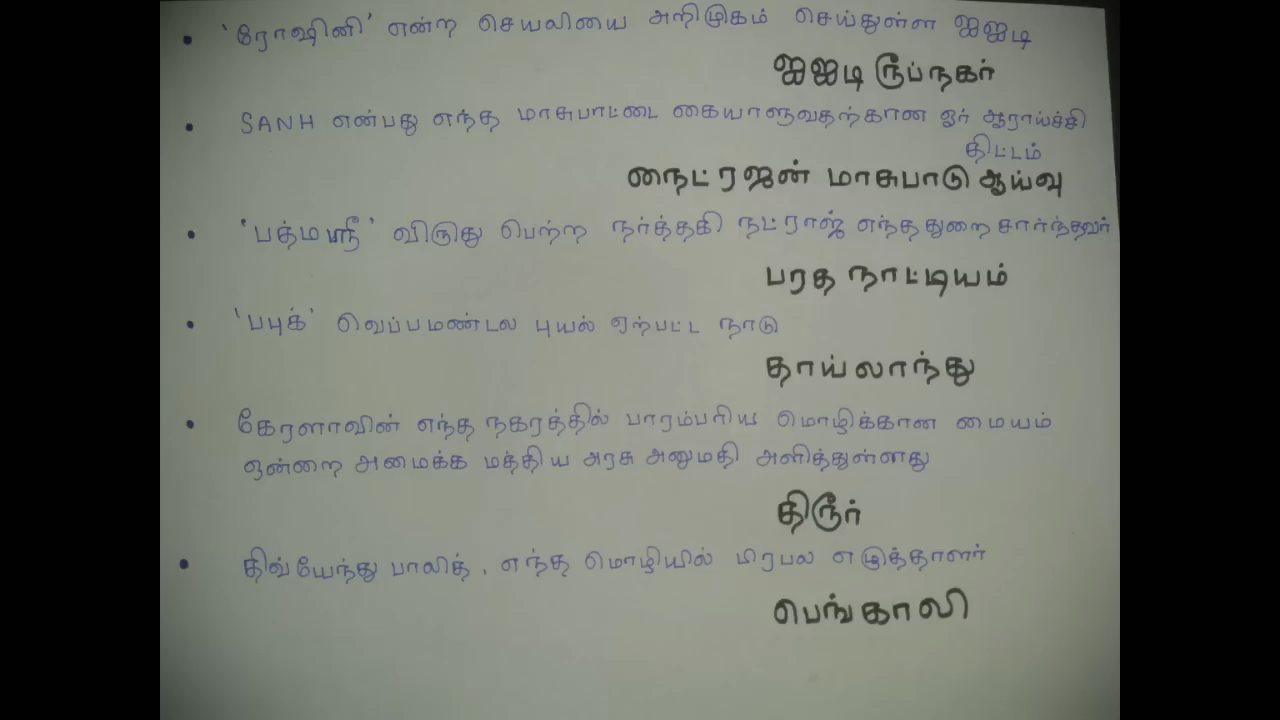 • 'ரோஷினி' என்ற செயலியை அறிமுகம் செய்துள்ள ஐஐடி
ஐஐடி ரூப்நகர்
• SANH என்பது எந்த மாசுபாட்டை கையாளுவதற்கான ஓர் ஆராய்ச்சி
திட்டம்
நைட்ரஜன் மாசுபாடு ஆய்வு
• 'பத்மஸ்ரீ' விருது பெற்ற நர்த்தகி நட்ராஜ் எந்த துறை சார்ந்தவர்
பரத நாட்டியம்
• 'பபுக்' வெப்பமண்டல புயல் ஏற்பட்ட நாடு
தாய்லாந்து
• கேரளாவின் எந்த நகரத்தில் பாரம்பரிய மொழிக்கான மையம்
ஒன்றை அமைக்க மத்திய அரசு அனுமதி அளித்துள்ளது
திரூர்
• திவ்யேந்து பாலித், எந்த மொழியில் பிரபல எழுத்தாளர்
பெங்காலி